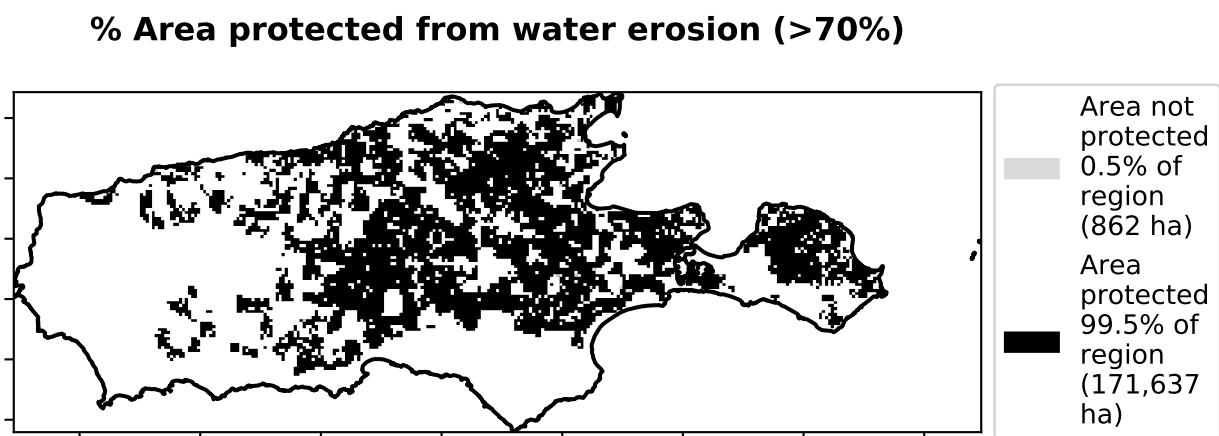 % Area protected from water erosion (>70%)
Area not
protected
0.5% of
region
(862 ha)
Area
protected
99.5% of
region
(171,637
ha)